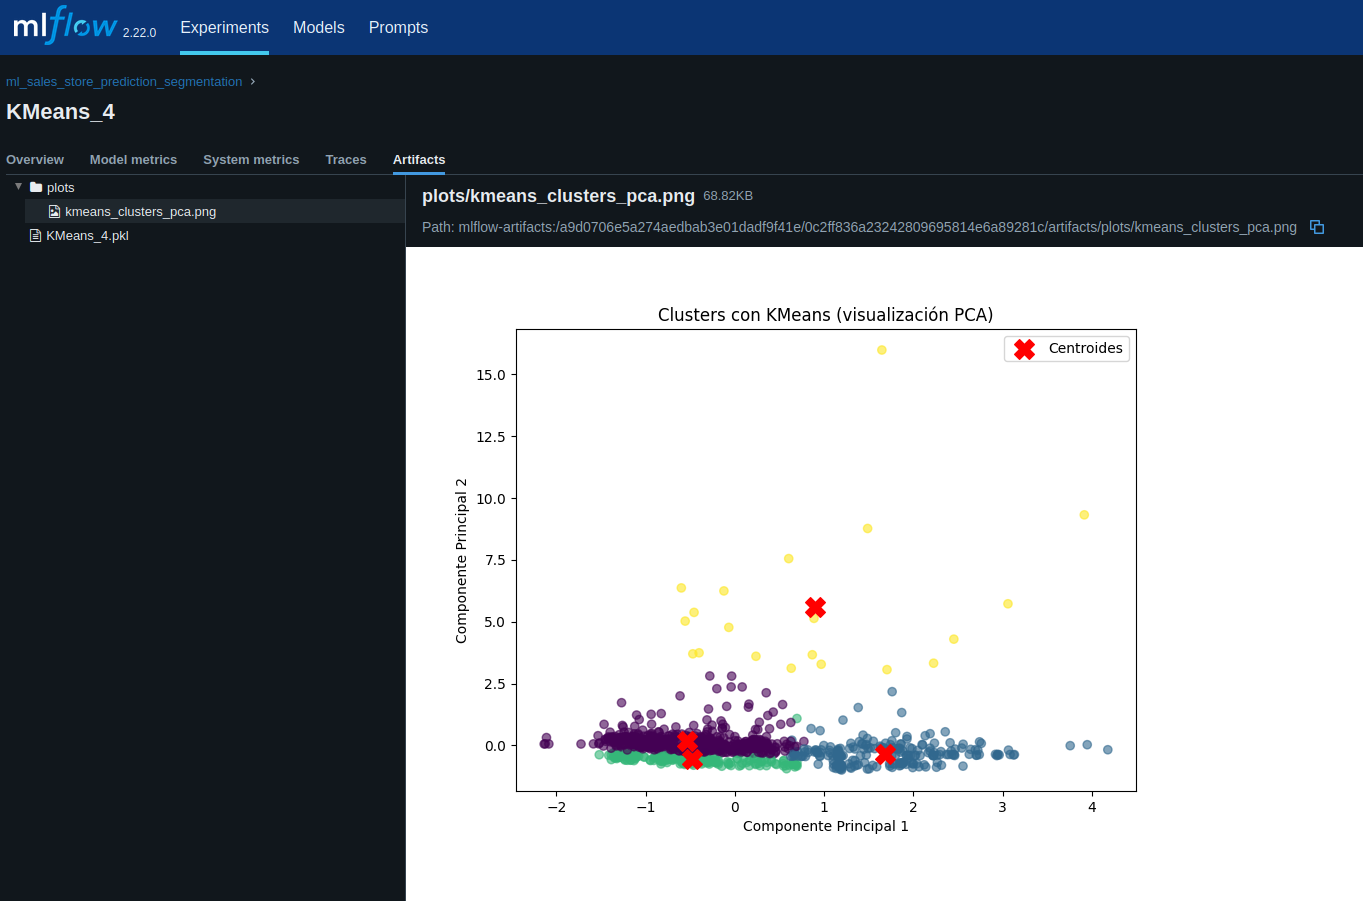 mlflow 2.22.0 Experiments Models Prompts
ml_sales_store_prediction_segmentation ›
KMeans_4
Overview Model metrics System metrics Traces Artifacts
plots
kmeans_clusters_pca.png
KMeans_4.pkl
plots/kmeans_clusters_pca.png 68.82KB
Path: mlflow-artifacts:/a9d0706e5a274aedbab3e01dadf9f41e/0c2ff836a23242809695814e6a89281c/artifacts/plots/kmeans_clusters_pca.png
Clusters con KMeans (visualización PCA)
Centroides
15.0
12.5
10.0
7.5
5.0
2.5
0.0
Componente Principal 2
−2 −1 0 1 2 3 4
Componente Principal 1